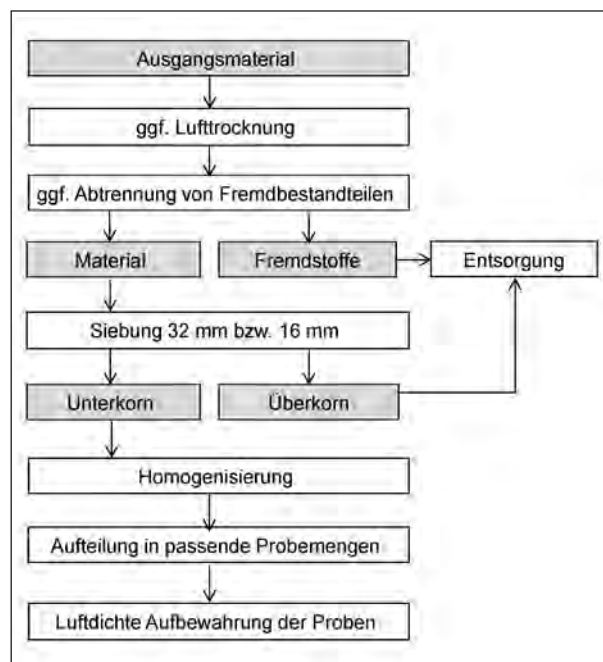 Ausgangsmaterial
ggf. Lufttrocknung
ggf. Abtrennung von Fremdbestandteilen
Material
Fremdstoffe
Entsorgung
Siebung 32 mm bzw. 16 mm
Unterkorn
Überkorn
Homogenisierung
Aufteilung in passende Probemengen
Luftdichte Aufbewahrung der Proben